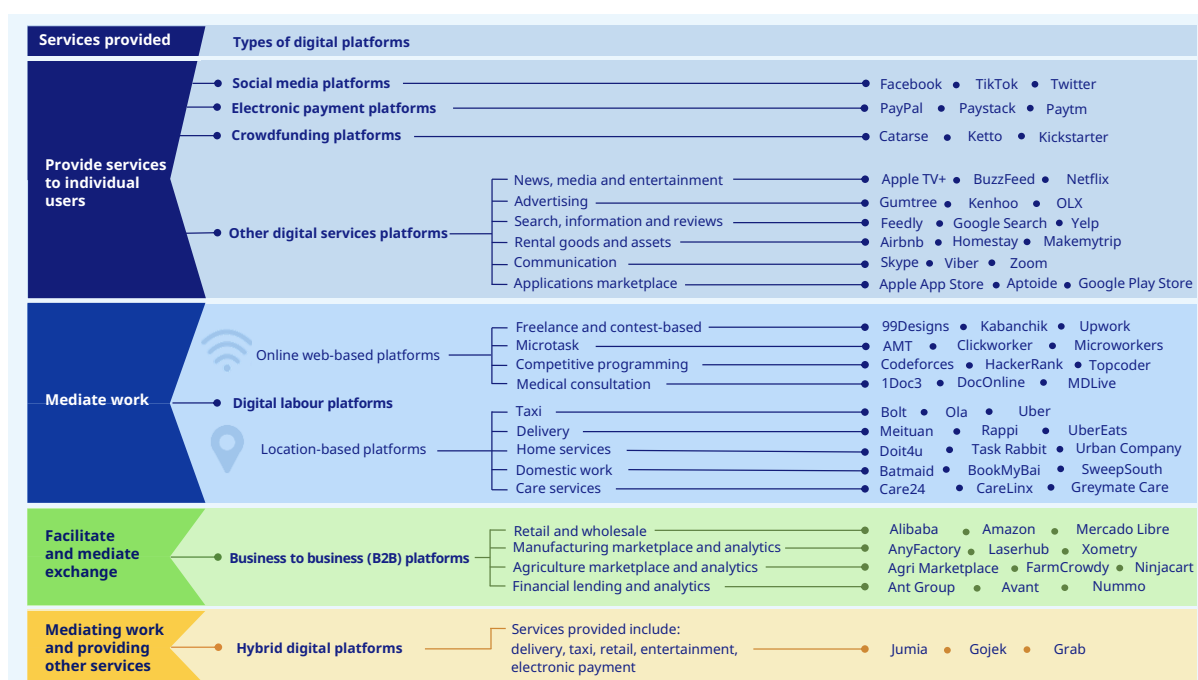 Services provided
Types of digital platforms
Provide services
to individual
users
Social media platforms
Facebook • TikTok • Twitter
Electronic payment platforms
PayPal • Paystack • Paytm
Crowdfunding platforms
Catarse • Ketto • Kickstarter
Other digital services platforms
News, media and entertainment
Apple TV+ • BuzzFeed • Netflix
Advertising
Gumtree • Kenhoo • OLX
Search, information and reviews
Feedly • Google Search • Yelp
Rental goods and assets
Airbnb • Homestay • Makemytrip
Communication
Skype • Viber • Zoom
Applications marketplace
Apple App Store • Aptoide • Google Play Store
Mediate work
Digital labour platforms
Online web-based platforms
Freelance and contest-based
99Designs • Kabanchik • Upwork
Microtask
AMT • Clickworker • Microworkers
Competitive programming
Codeforces • HackerRank • Topcoder
Medical consultation
1Doc3 • DocOnline • MDLive
Location-based platforms
Taxi
Bolt • Ola • Uber
Delivery
Meituan • Rappi • UberEats
Home services
Doit4u • Task Rabbit • Urban Company
Domestic work
Batmaid • BookMyBai • SweepSouth
Care services
Care24 • CareLinx • Greymate Care
Facilitate
and mediate
exchange
Business to business (B2B) platforms
Retail and wholesale
Alibaba • Amazon • Mercado Libre
Manufacturing marketplace and analytics
AnyFactory • Laserhub • Xometry
Agriculture marketplace and analytics
Agri Marketplace • FarmCrowdy • Ninjacart
Financial lending and analytics
Ant Group • Avant • Nummo
Mediating work
and providing
other services
Hybrid digital platforms
Services provided include:
delivery, taxi, retail, entertainment,
electronic payment
Jumia • Gojek • Grab